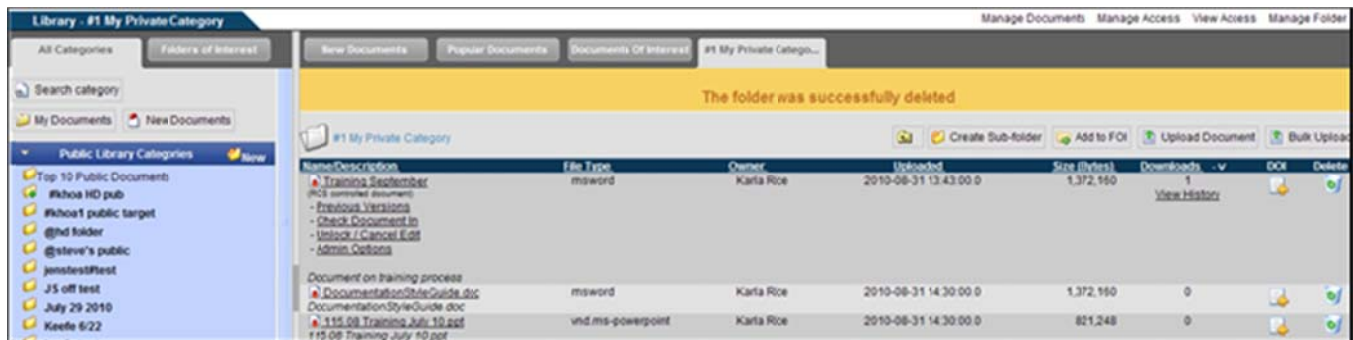 Library - #1 My Private Category
Manage Documents Manage Access View Access Manage Folder
All Categories Folders of Interest New Documents Popular Documents Documents Of Interest #1 My Private Catego...
Search category
The folder was successfully deleted
My Documents New Documents
#1 My Private Category Create Sub-folder Add to FOI Upload Document Bulk Upload
Public Library Categories New
Name/Description File Type Owner Uploaded Size (Bytes) Downloads -v DOI Delete
Top 10 Public Documents
#khoa HD pub
#khoa1 public target
@hd folder
@steve's public
jenstest#test
JS off test
July 29 2010
Keefe 6/22
Training September msword Karla Rice 2010-08-31 13:43:00.0 1,372,160 1
(RCS controlled document) View History
- Previous Versions
- Check Document In
- Unlock / Cancel Edit
- Admin Options
Document on training process
DocumentationStyleGuide.doc msword Karla Rice 2010-08-31 14:30:00.0 1,372,160 0
DocumentationStyleGuide.doc
115.08 Training July 10.ppt vnd.ms-powerpoint Karla Rice 2010-08-31 14:30:00.0 821,248 0
115.08 Training July 10.ppt